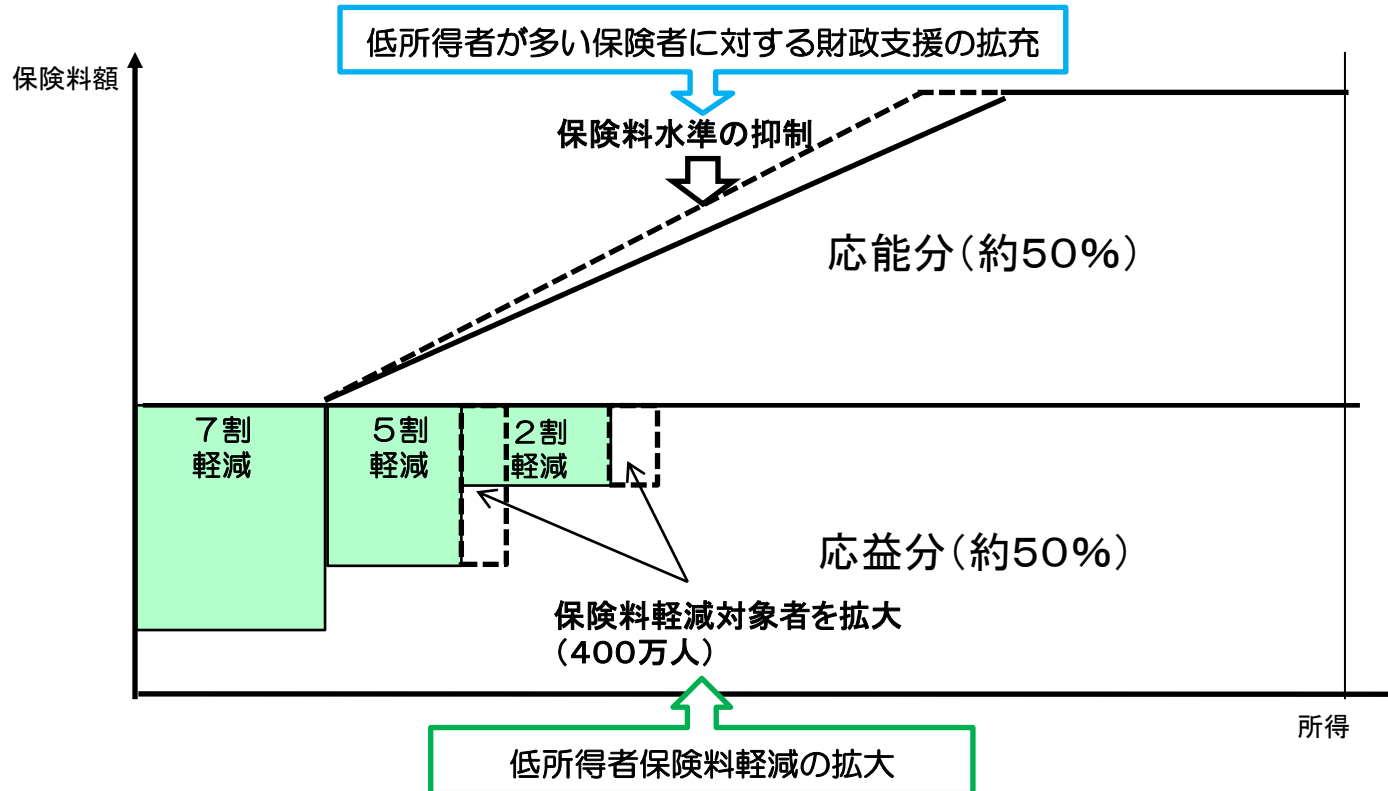 低所得者が多い保険者に対する財政支援の拡充
保険料額
保険料水準の抑制
応能分（約50％）
7割
軽減
5割
軽減
2割
軽減
応益分（約50％）
保険料軽減対象者を拡大
（400万人）
所得
低所得者保険料軽減の拡大